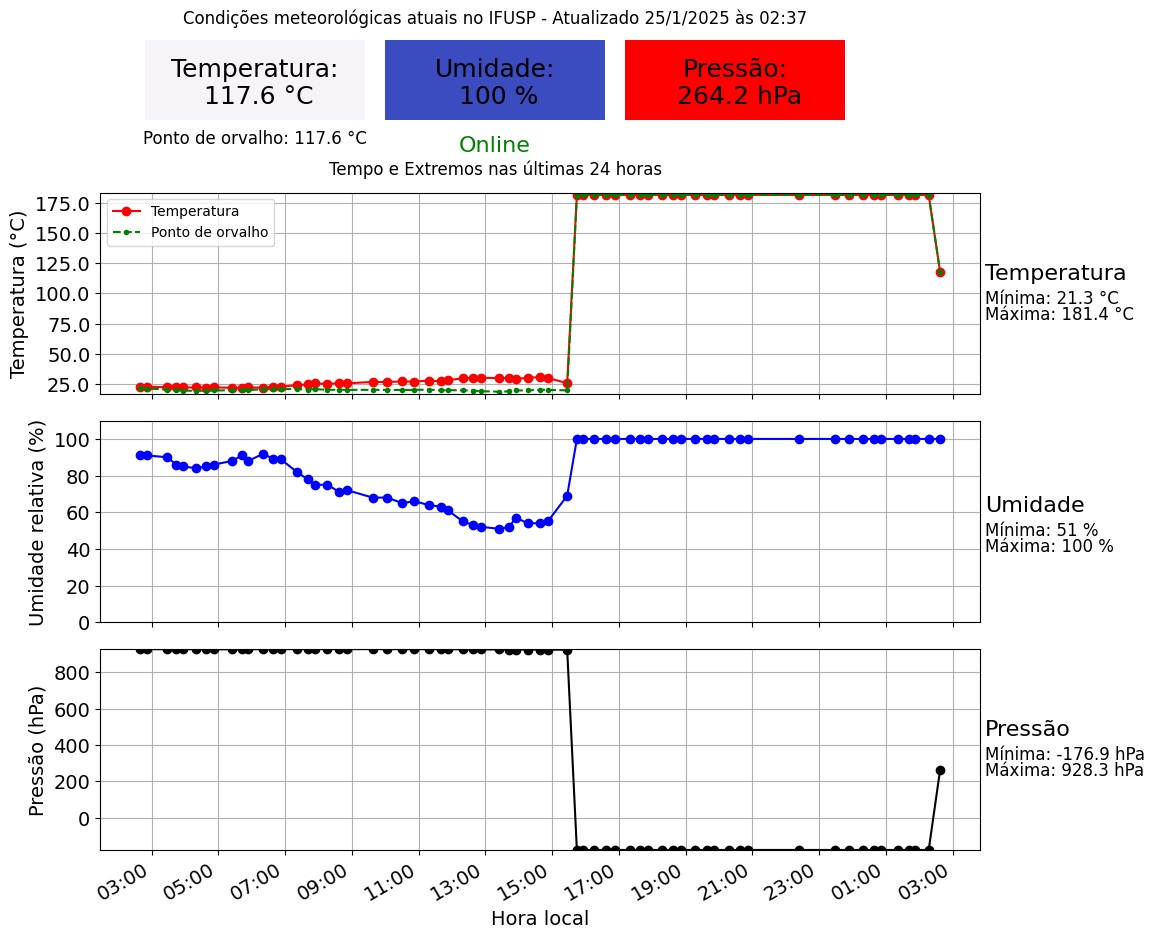 Condições meteorológicas atuais no IFUSP - Atualizado 25/1/2025 às 02:37
Temperatura:
117.6 °C
Umidade:
100 %
Pressão:
264.2 hPa
Ponto de orvalho: 117.6 °C
Online
Tempo e Extremos nas últimas 24 horas
Temperatura (°C)
175.0
150.0
125.0
100.0
75.0
50.0
25.0
Temperatura
Ponto de orvalho
Temperatura
Mínima: 21.3 °C
Máxima: 181.4 °C
Umidade relativa (%)
100
80
60
40
20
0
Umidade
Mínima: 51 %
Máxima: 100 %
Pressão (hPa)
800
600
400
200
0
Pressão
Mínima: -176.9 hPa
Máxima: 928.3 hPa
03:00 05:00 07:00 09:00 11:00 13:00 15:00 17:00 19:00 21:00 23:00 01:00 03:00
Hora local